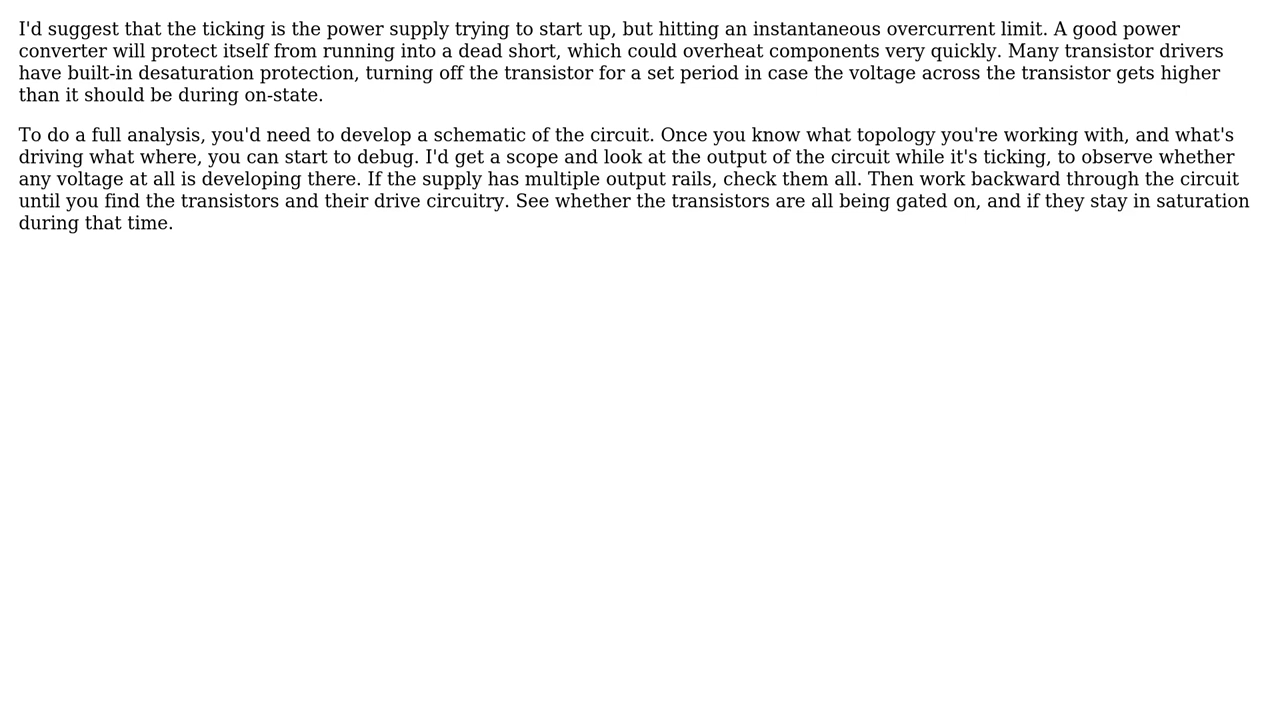 I'd suggest that the ticking is the power supply trying to start up, but hitting an instantaneous overcurrent limit. A good power
converter will protect itself from running into a dead short, which could overheat components very quickly. Many transistor drivers
have built-in desaturation protection, turning off the transistor for a set period in case the voltage across the transistor gets higher
than it should be during on-state.
To do a full analysis, you'd need to develop a schematic of the circuit. Once you know what topology you're working with, and what's
driving what where, you can start to debug. I'd get a scope and look at the output of the circuit while it's ticking, to observe whether
any voltage at all is developing there. If the supply has multiple output rails, check them all. Then work backward through the circuit
until you find the transistors and their drive circuitry. See whether the transistors are all being gated on, and if they stay in saturation
during that time.